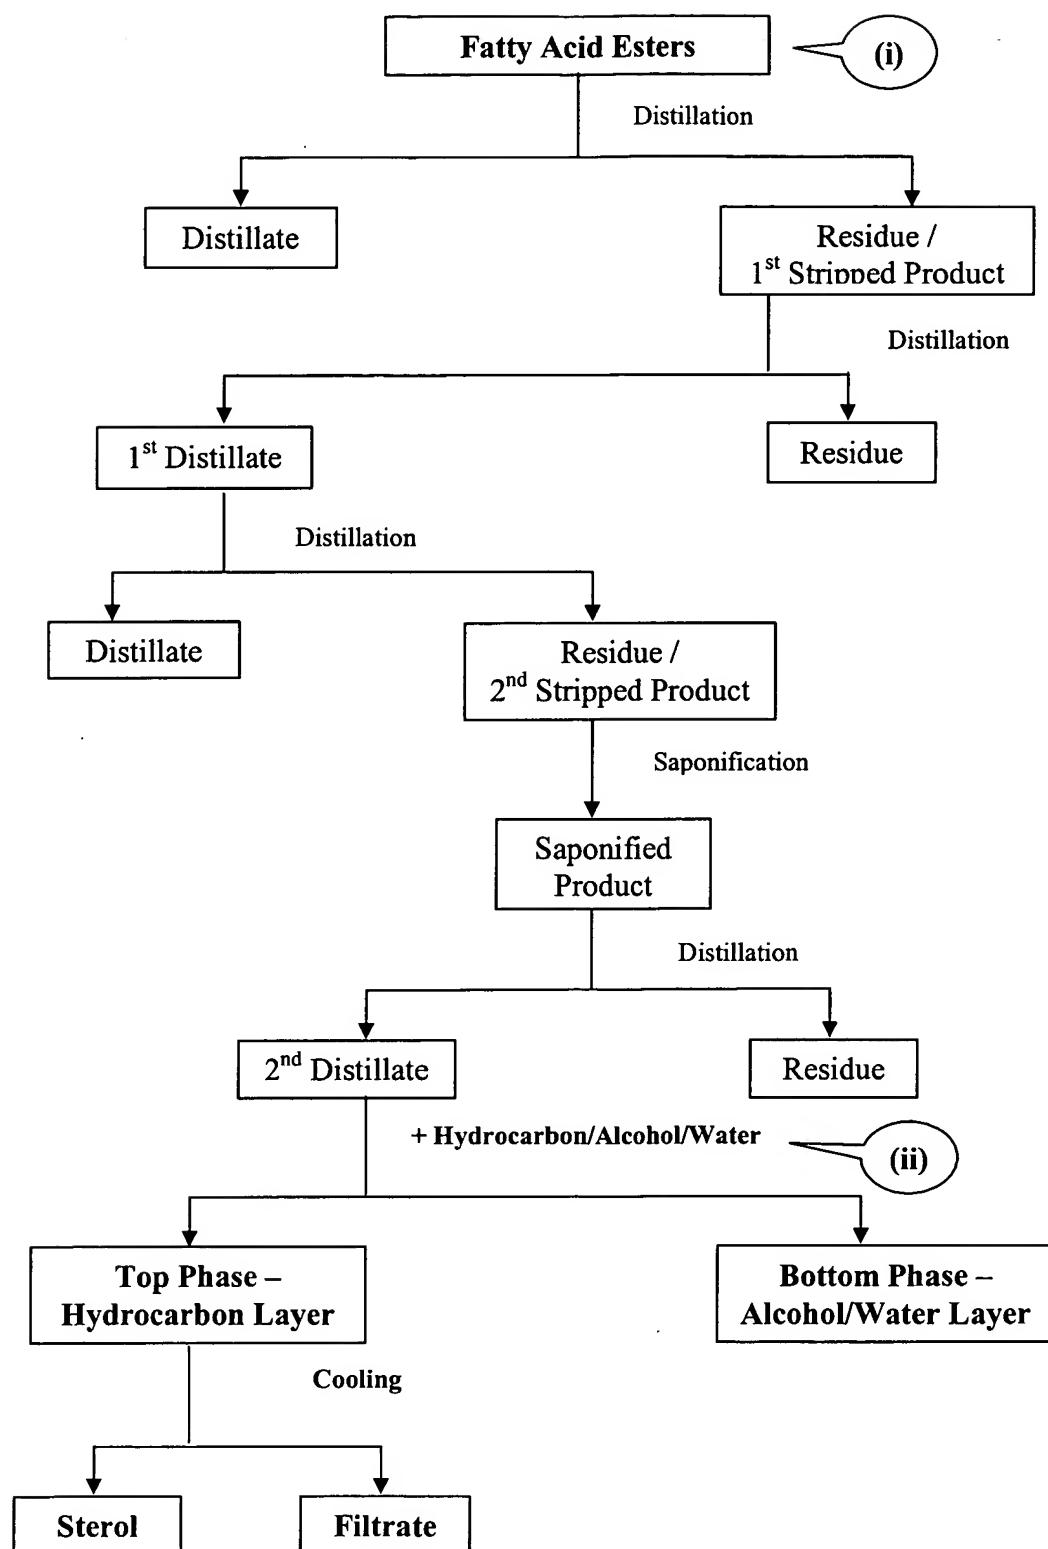 Fatty Acid Esters
(i)
Distillation
Distillate
Residue /
1st Stripped Product
Distillation
1st Distillate
Residue
Distillation
Distillate
Residue /
2nd Stripped Product
Saponification
Saponified
Product
Distillation
2nd Distillate
Residue
+ Hydrocarbon/Alcohol/Water
(ii)
Top Phase –
Hydrocarbon Layer
Bottom Phase –
Alcohol/Water Layer
Cooling
Sterol
Filtrate